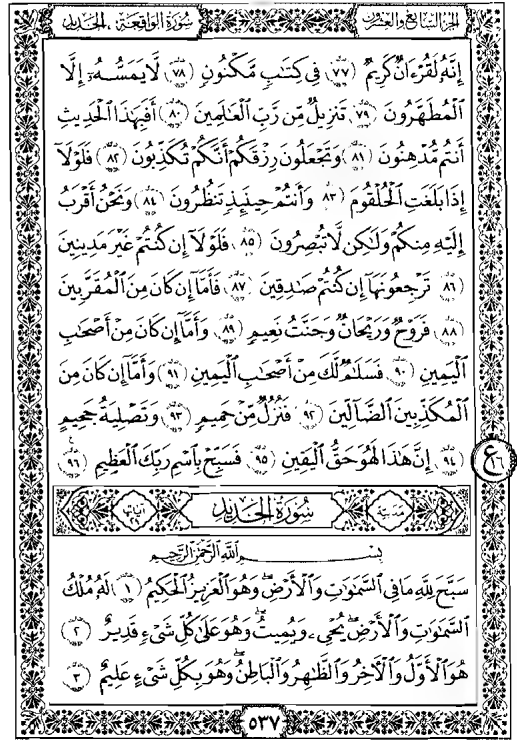 الجزء السابع والعشرون
سورة الواقعة ، الحديد
إِنَّهُۥ لَقُرْءَانٌ كَرِيمٌ ﴿٧٧﴾ فِي كِتَٰبٍ مَّكْنُونٍ ﴿٧٨﴾ لَّا يَمَسُّهُۥٓ إِلَّا
ٱلْمُطَهَّرُونَ ﴿٧٩﴾ تَنزِيلٌ مِّن رَّبِّ ٱلْعَٰلَمِينَ ﴿٨٠﴾ أَفَبِهَٰذَا ٱلْحَدِيثِ
أَنتُم مُّدْهِنُونَ ﴿٨١﴾ وَتَجْعَلُونَ رِزْقَكُمْ أَنَّكُمْ تُكَذِّبُونَ ﴿٨٢﴾ فَلَوْلَآ
إِذَا بَلَغَتِ ٱلْحُلْقُومَ ﴿٨٣﴾ وَأَنتُمْ حِينَئِذٍ تَنظُرُونَ ﴿٨٤﴾ وَنَحْنُ أَقْرَبُ
إِلَيْهِ مِنكُمْ وَلَٰكِن لَّا تُبْصِرُونَ ﴿٨٥﴾ فَلَوْلَآ إِن كُنتُمْ غَيْرَ مَدِينِينَ
﴿٨٦﴾ تَرْجِعُونَهَآ إِن كُنتُمْ صَٰدِقِينَ ﴿٨٧﴾ فَأَمَّآ إِن كَانَ مِنَ ٱلْمُقَرَّبِينَ
﴿٨٨﴾ فَرَوْحٌ وَرَيْحَانٌ وَجَنَّتُ نَعِيمٍ ﴿٨٩﴾ وَأَمَّآ إِن كَانَ مِنْ أَصْحَٰبِ
ٱلْيَمِينِ ﴿٩٠﴾ فَسَلَٰمٌ لَّكَ مِنْ أَصْحَٰبِ ٱلْيَمِينِ ﴿٩١﴾ وَأَمَّآ إِن كَانَ مِنَ
ٱلْمُكَذِّبِينَ ٱلضَّآلِّينَ ﴿٩٢﴾ فَنُزُلٌ مِّنْ حَمِيمٍ ﴿٩٣﴾ وَتَصْلِيَةُ جَحِيمٍ
﴿٩٤﴾ إِنَّ هَٰذَا لَهُوَ حَقُّ ٱلْيَقِينِ ﴿٩٥﴾ فَسَبِّحْ بِٱسْمِ رَبِّكَ ٱلْعَظِيمِ ﴿٩٦﴾
ع ١٦
مدنية
سُورَةُ الْحَدِيدِ
آياتها ٢٩
بِسْمِ ٱللَّهِ ٱلرَّحْمَٰنِ ٱلرَّحِيمِ
سَبَّحَ لِلَّهِ مَا فِي ٱلسَّمَٰوَٰتِ وَٱلْأَرْضِ ۖ وَهُوَ ٱلْعَزِيزُ ٱلْحَكِيمُ ﴿١﴾ لَهُۥ مُلْكُ
ٱلسَّمَٰوَٰتِ وَٱلْأَرْضِ ۖ يُحْيِۦ وَيُمِيتُ ۖ وَهُوَ عَلَىٰ كُلِّ شَيْءٍ قَدِيرٌ ﴿٢﴾
هُوَ ٱلْأَوَّلُ وَٱلْءَاخِرُ وَٱلظَّٰهِرُ وَٱلْبَاطِنُ ۖ وَهُوَ بِكُلِّ شَيْءٍ عَلِيمٌ ﴿٣﴾
٥٣٧